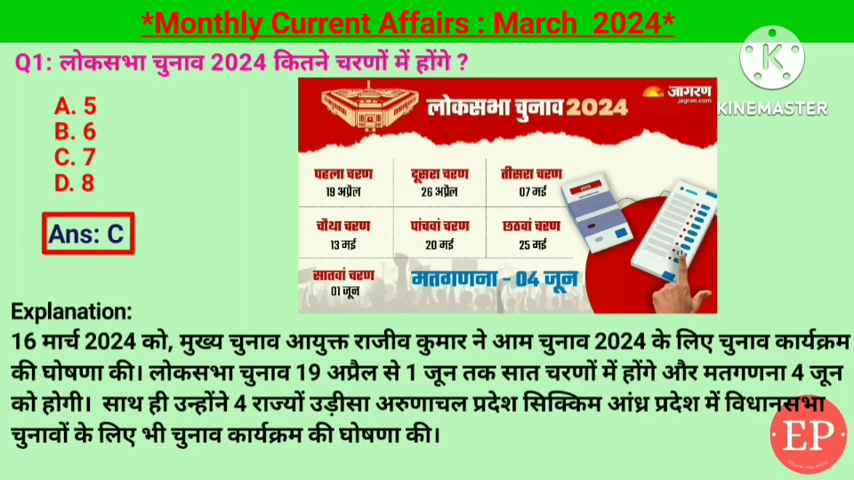 *Monthly Current Affairs : March 2024*
Q1: लोकसभा चुनाव 2024 कितने चरणों में होंगे ?
A. 5
B. 6
C. 7
D. 8
Ans: C
लोकसभा चुनाव 2024
जागरण
jagran.com
K
KINEMASTER
पहला चरण
19 अप्रैल
दूसरा चरण
26 अप्रैल
तीसरा चरण
07 मई
चौथा चरण
13 मई
पांचवां चरण
20 मई
छठवां चरण
25 मई
सातवां चरण
01 जून
मतगणना - 04 जून
Explanation:
16 मार्च 2024 को, मुख्य चुनाव आयुक्त राजीव कुमार ने आम चुनाव 2024 के लिए चुनाव कार्यक्रम
की घोषणा की। लोकसभा चुनाव 19 अप्रैल से 1 जून तक सात चरणों में होंगे और मतगणना 4 जून
को होगी। साथ ही उन्होंने 4 राज्यों उड़ीसा अरुणाचल प्रदेश सिक्किम आंध्र प्रदेश में विधानसभा
चुनावों के लिए भी चुनाव कार्यक्रम की घोषणा की।
EP